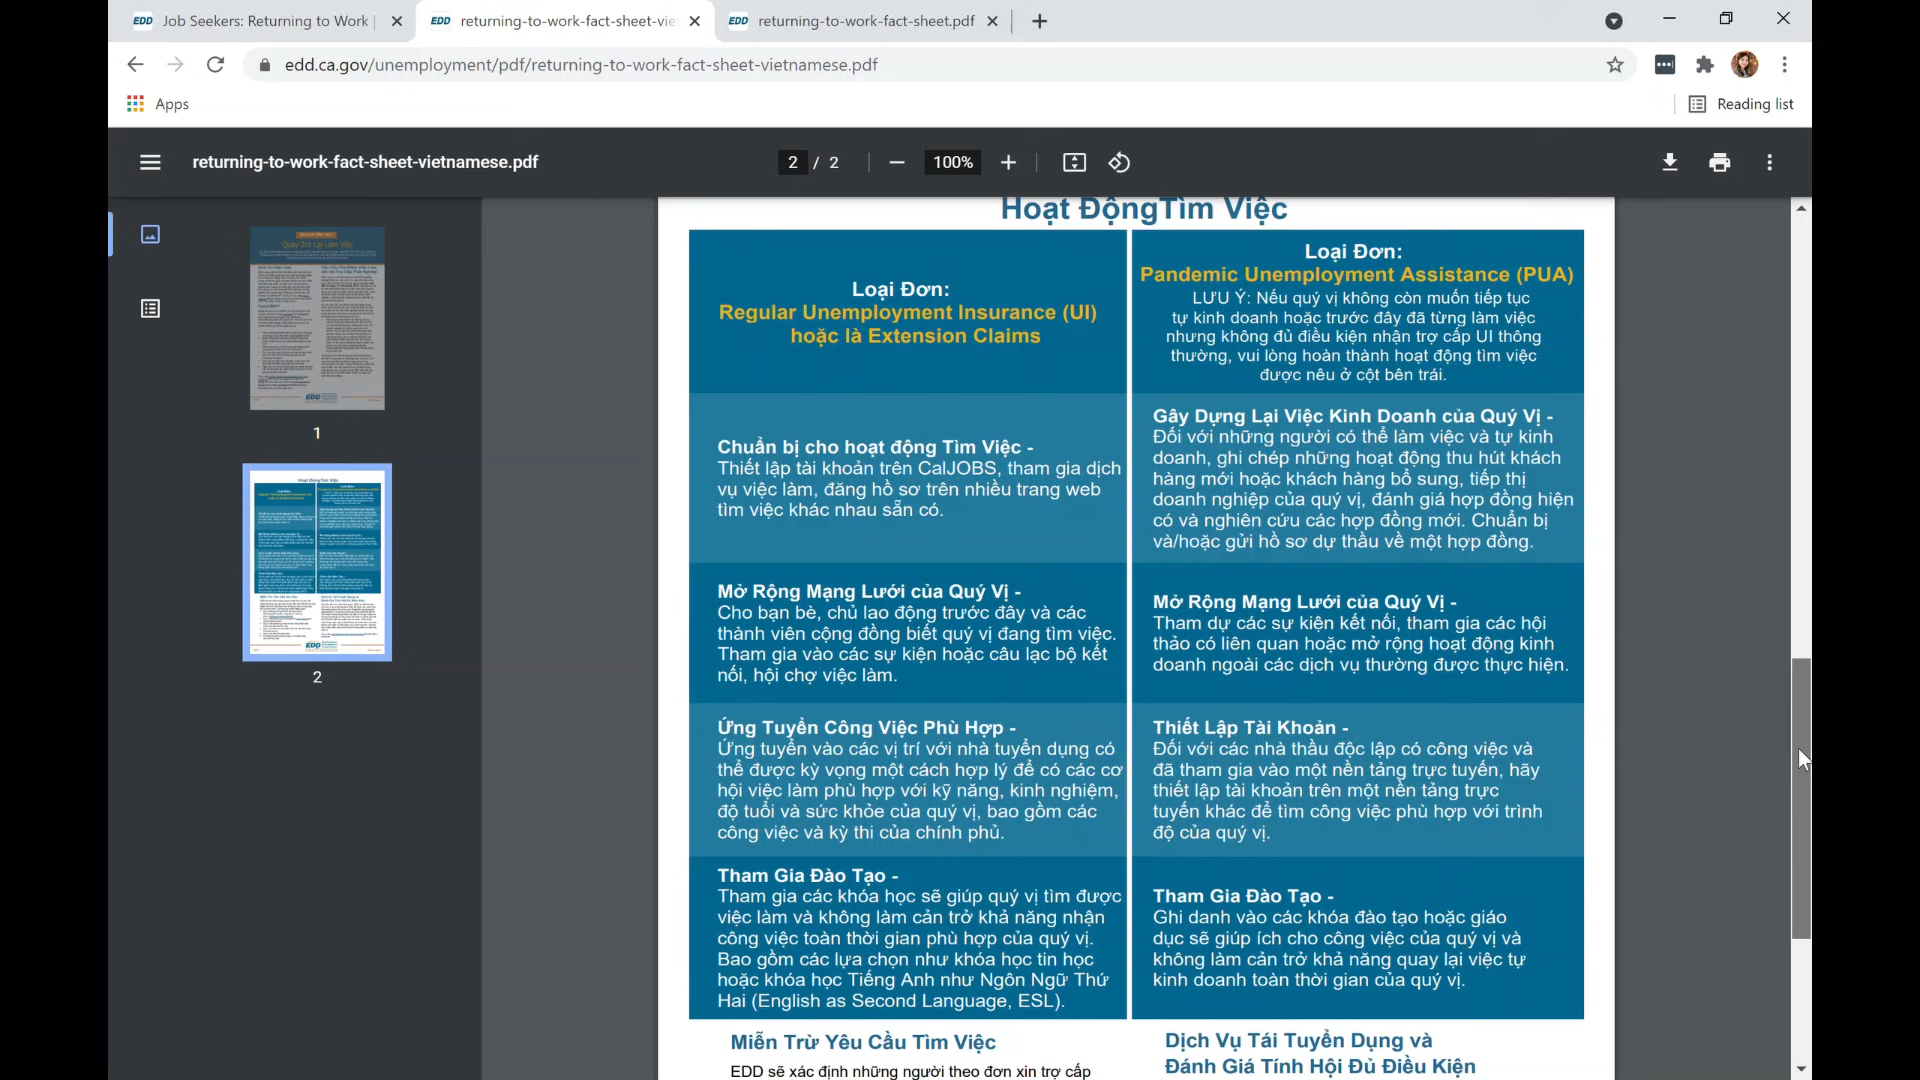 EDD Job Seekers: Returning to Work
EDD returning-to-work-fact-sheet-vie
EDD returning-to-work-fact-sheet.pdf
edd.ca.gov/unemployment/pdf/returning-to-work-fact-sheet-vietnamese.pdf
Apps
Reading list
returning-to-work-fact-sheet-vietnamese.pdf
2 / 2
100%
Quay Trở Lại Làm Việc
EDD
1
EDD
2
Hoạt ĐộngTìm Việc
Loại Đơn:
Regular Unemployment Insurance (UI)
hoặc là Extension Claims
Loại Đơn:
Pandemic Unemployment Assistance (PUA)
LƯU Ý: Nếu quý vị không còn muốn tiếp tục
tự kinh doanh hoặc trước đây đã từng làm việc
nhưng không đủ điều kiện nhận trợ cấp UI thông
thường, vui lòng hoàn thành hoạt động tìm việc
được nêu ở cột bên trái.
Chuẩn bị cho hoạt động Tìm Việc -
Thiết lập tài khoản trên CalJOBS, tham gia dịch
vụ việc làm, đăng hồ sơ trên nhiều trang web
tìm việc khác nhau sẵn có.
Gây Dựng Lại Việc Kinh Doanh của Quý Vị -
Đối với những người có thể làm việc và tự kinh
doanh, ghi chép những hoạt động thu hút khách
hàng mới hoặc khách hàng bổ sung, tiếp thị
doanh nghiệp của quý vị, đánh giá hợp đồng hiện
có và nghiên cứu các hợp đồng mới. Chuẩn bị
và/hoặc gửi hồ sơ dự thầu về một hợp đồng.
Mở Rộng Mạng Lưới của Quý Vị -
Cho bạn bè, chủ lao động trước đây và các
thành viên cộng đồng biết quý vị đang tìm việc.
Tham gia vào các sự kiện hoặc câu lạc bộ kết
nối, hội chợ việc làm.
Mở Rộng Mạng Lưới của Quý Vị -
Tham dự các sự kiện kết nối, tham gia các hội
thảo có liên quan hoặc mở rộng hoạt động kinh
doanh ngoài các dịch vụ thường được thực hiện.
Ứng Tuyển Công Việc Phù Hợp -
Ứng tuyển vào các vị trí với nhà tuyển dụng có
thể được kỳ vọng một cách hợp lý để có các cơ
hội việc làm phù hợp với kỹ năng, kinh nghiệm,
độ tuổi và sức khỏe của quý vị, bao gồm các
công việc và kỳ thi của chính phủ.
Thiết Lập Tài Khoản -
Đối với các nhà thầu độc lập có công việc và
đã tham gia vào một nền tảng trực tuyến, hãy
thiết lập tài khoản trên một nền tảng trực
tuyến khác để tìm công việc phù hợp với trình
độ của quý vị.
Tham Gia Đào Tạo -
Tham gia các khóa học sẽ giúp quý vị tìm được
việc làm và không làm cản trở khả năng nhận
công việc toàn thời gian phù hợp của quý vị.
Bao gồm các lựa chọn như khóa học tin học
hoặc khóa học Tiếng Anh như Ngôn Ngữ Thứ
Hai (English as Second Language, ESL).
Tham Gia Đào Tạo -
Ghi danh vào các khóa đào tạo hoặc giáo
dục sẽ giúp ích cho công việc của quý vị và
không làm cản trở khả năng quay lại việc tự
kinh doanh toàn thời gian của quý vị.
Miễn Trừ Yêu Cầu Tìm Việc
EDD sẽ xác định những người theo đơn xin trợ cấp
Dịch Vụ Tái Tuyển Dụng và
Đánh Giá Tính Hội Đủ Điều Kiện